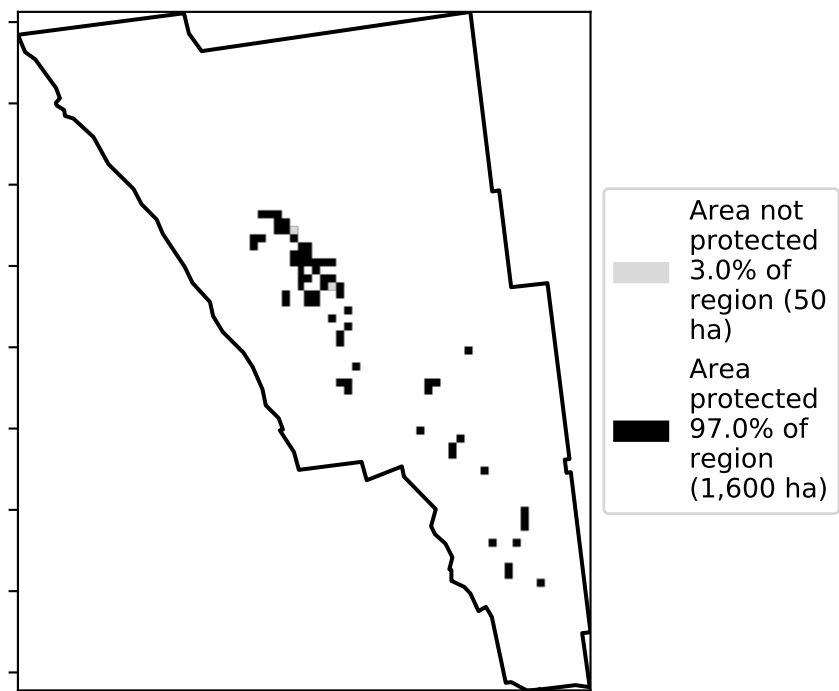 Area not
protected
3.0% of
region (50
ha)
Area
protected
97.0% of
region
(1,600 ha)